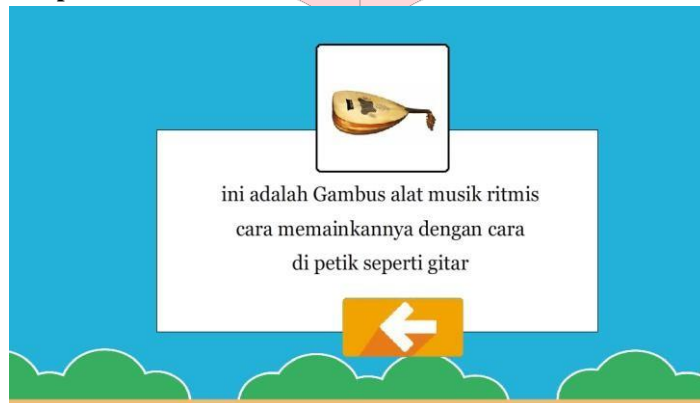 ini adalah Gambus alat musik ritmis
cara memainkannya dengan cara
di petik seperti gitar